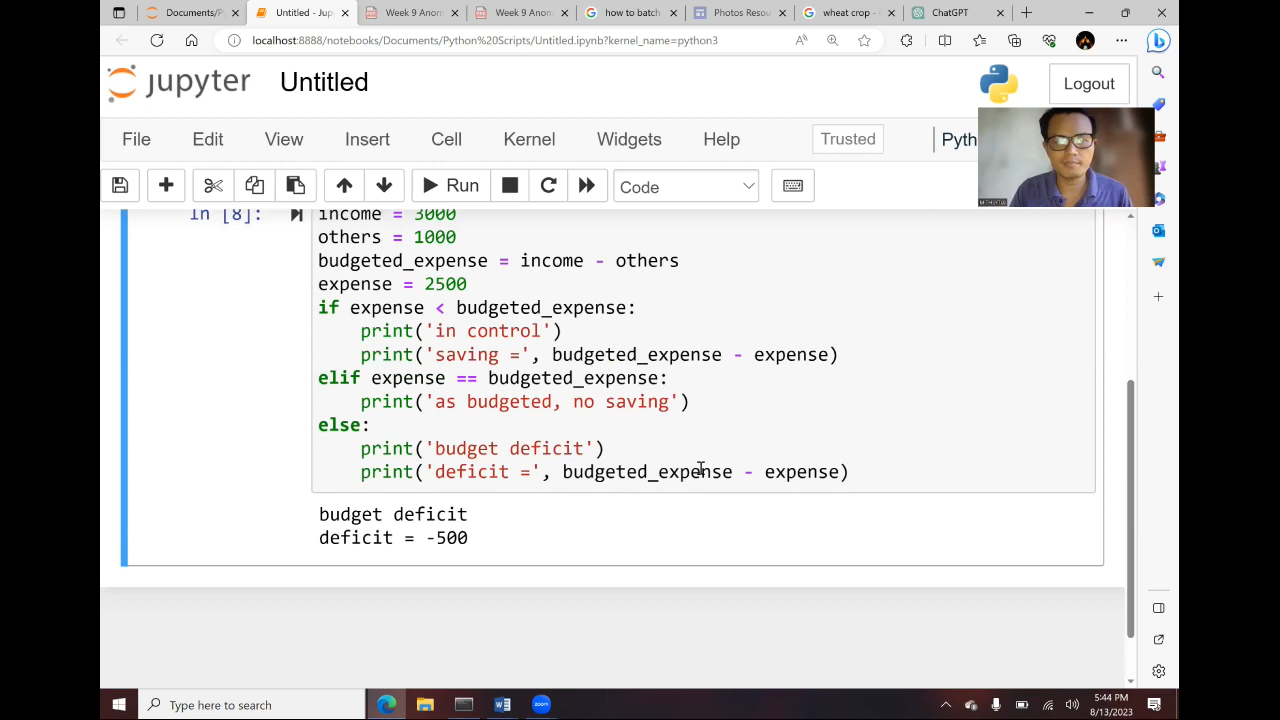 Documents/P
Untitled - Jup
Week 9 Anom
Week 9 Anom
how to batch
Photos Resou
wheat crop -
ChatGPT
localhost:8888/notebooks/Documents/Python%20Scripts/Untitled.ipynb?kernel_name=python3
jupyter Untitled
Logout
File Edit View Insert Cell Kernel Widgets Help Trusted Pyth
Run Code
In [8]: income = 3000
others = 1000
budgeted_expense = income - others
expense = 2500
if expense < budgeted_expense:
    print('in control')
    print('saving =', budgeted_expense - expense)
elif expense == budgeted_expense:
    print('as budgeted, no saving')
else:
    print('budget deficit')
    print('deficit =', budgeted_expense - expense)
budget deficit
deficit = -500
Type here to search
zoom
5:44 PM
8/13/2023